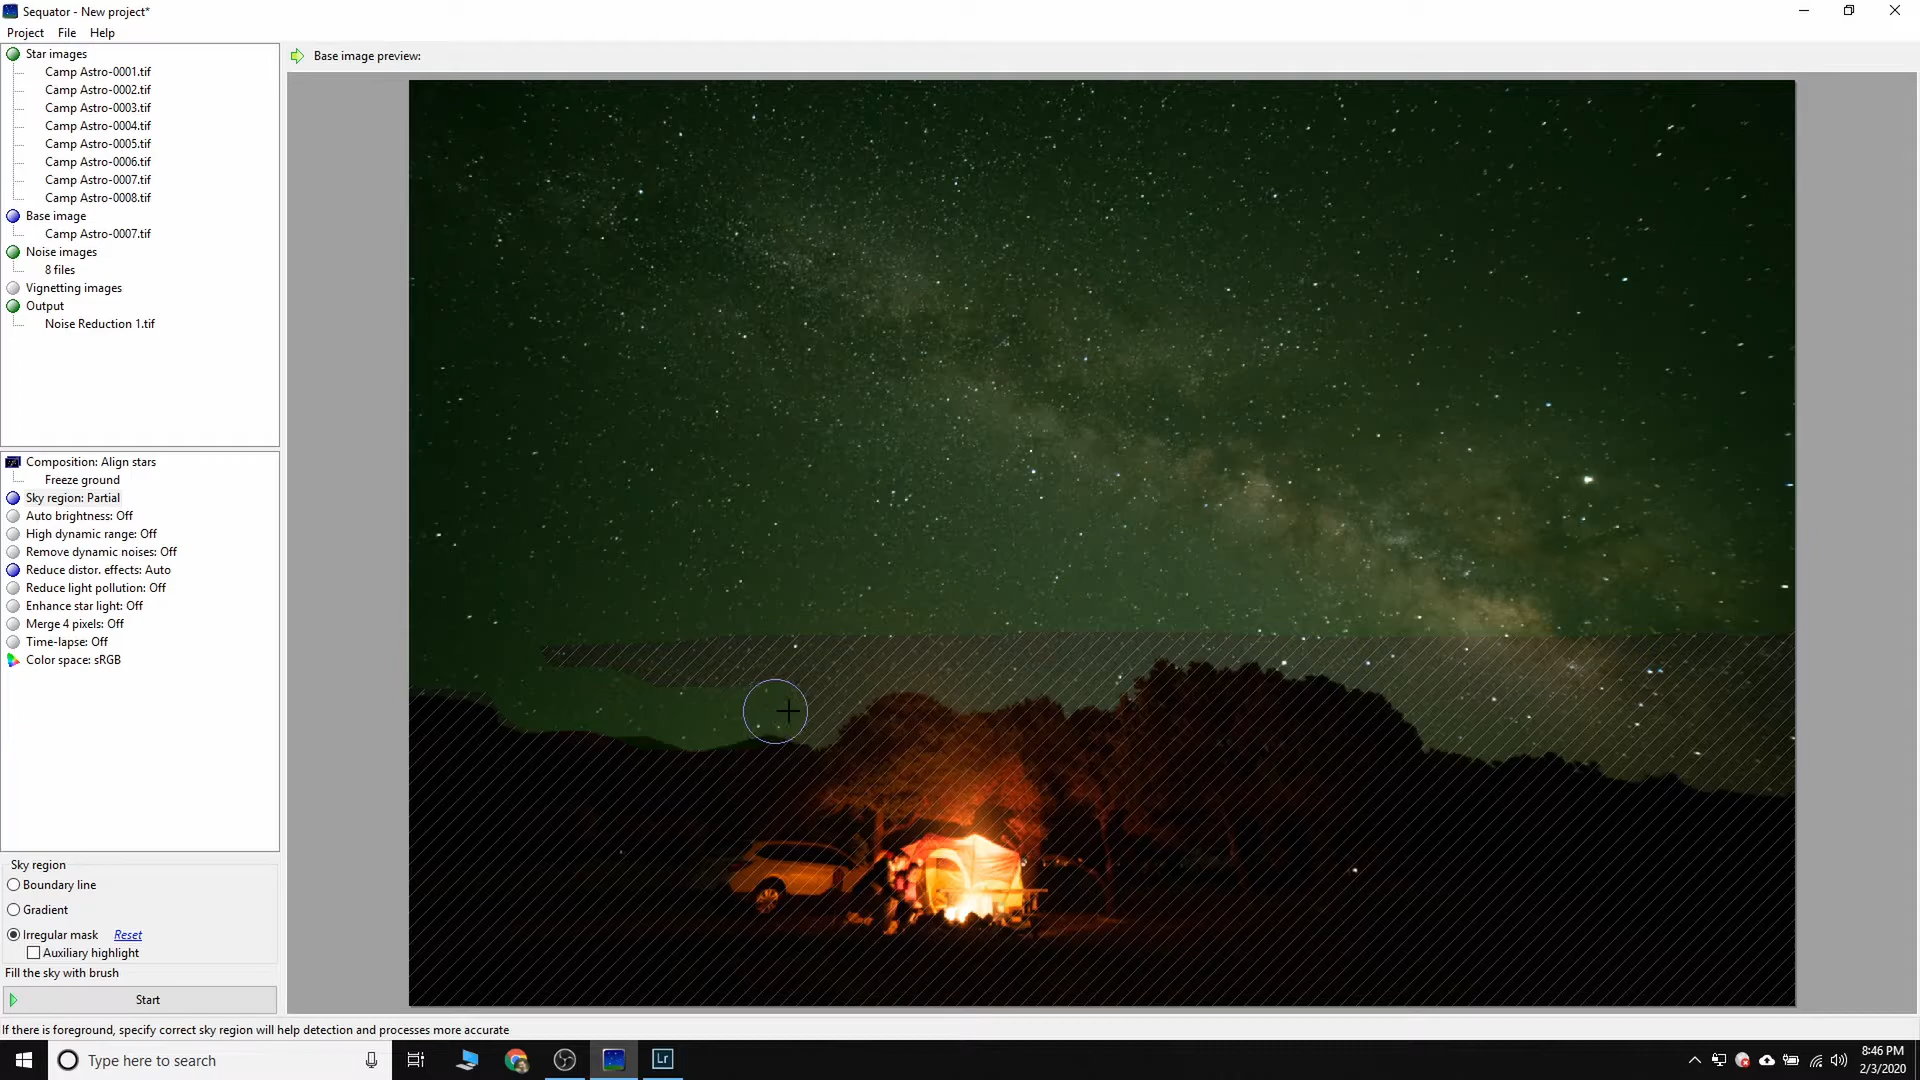 Sequator - New project*
Project File Help
Star images
Camp Astro-0001.tif
Camp Astro-0002.tif
Camp Astro-0003.tif
Camp Astro-0004.tif
Camp Astro-0005.tif
Camp Astro-0006.tif
Camp Astro-0007.tif
Camp Astro-0008.tif
Base image
Camp Astro-0007.tif
Noise images
8 files
Vignetting images
Output
Noise Reduction 1.tif
Composition: Align stars
Freeze ground
Sky region: Partial
Auto brightness: Off
High dynamic range: Off
Remove dynamic noises: Off
Reduce distor. effects: Auto
Reduce light pollution: Off
Enhance star light: Off
Merge 4 pixels: Off
Time-lapse: Off
Color space: sRGB
Sky region
Boundary line
Gradient
Irregular mask Reset
Auxiliary highlight
Fill the sky with brush
Start
Base image preview:
If there is foreground, specify correct sky region will help detection and processes more accurate
Type here to search
Lr
8:46 PM
2/3/2020